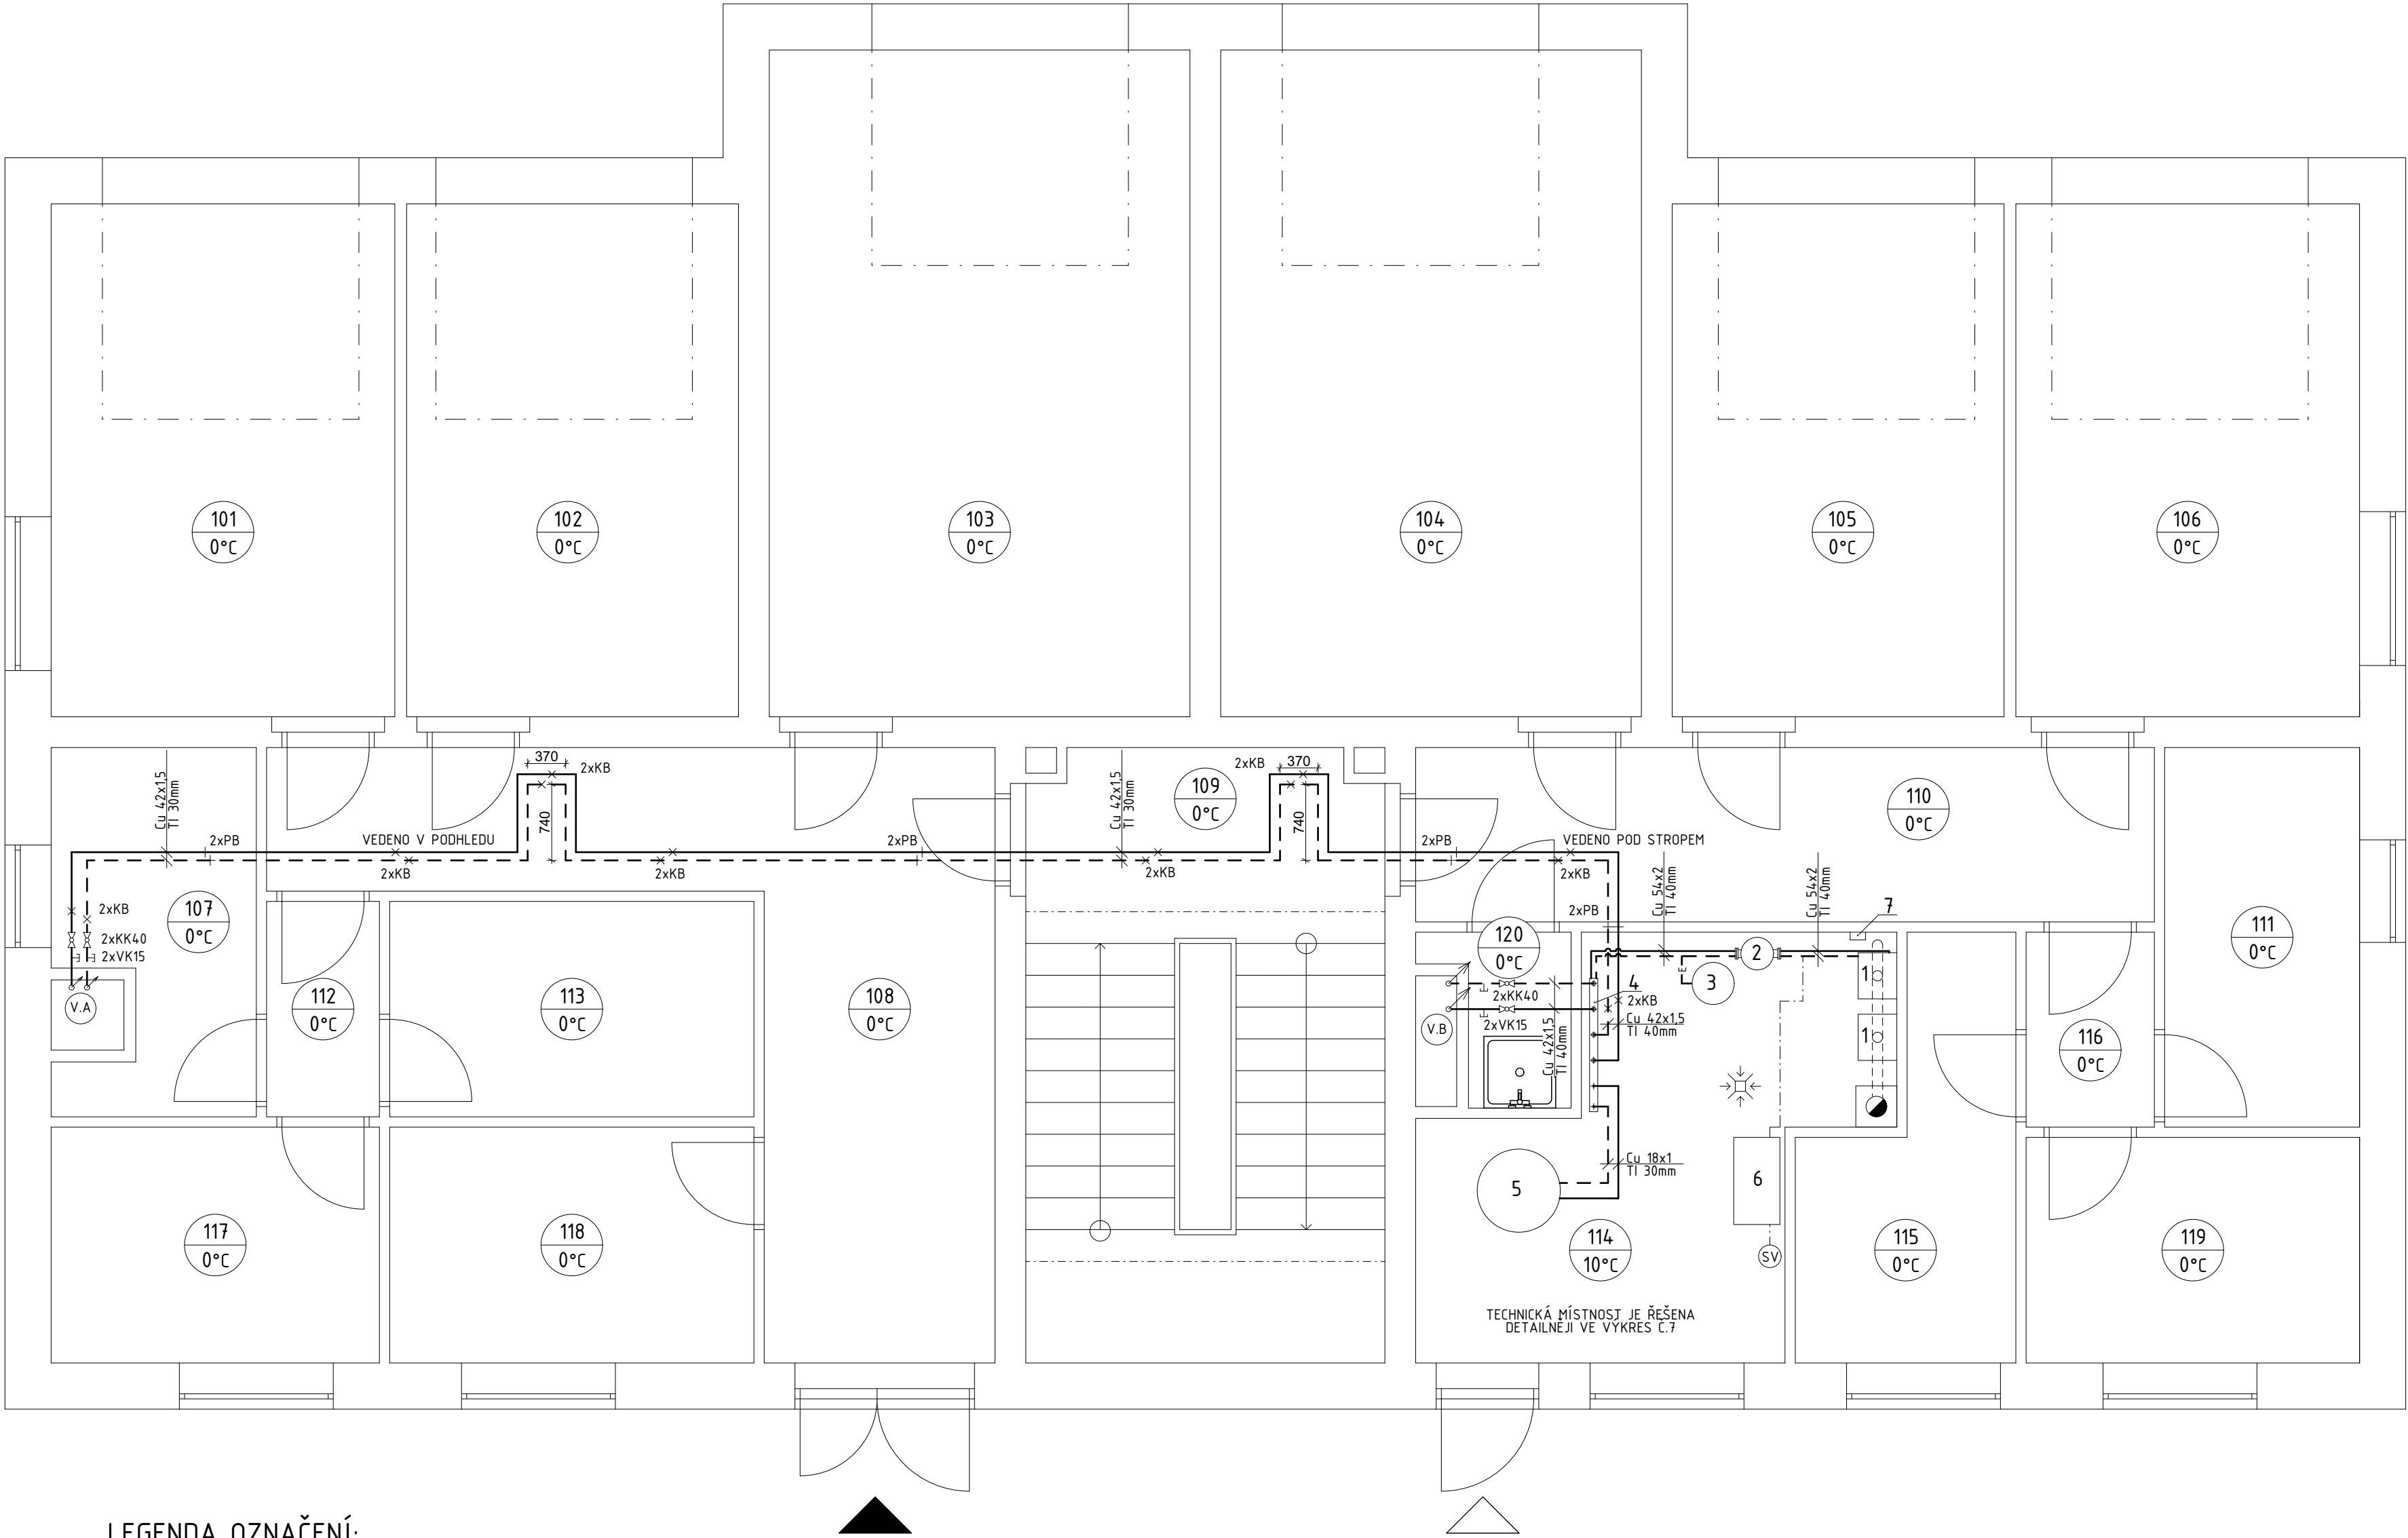 101
0°C
102
0°C
103
0°C
104
0°C
105
0°C
106
0°C
Cu 42x1,5
TI 30mm
2xPB
VEDENO V PODHLEDU
2xKB
370
740
2xKB
2xKB
2xPB
Cu 42x1,5
TI 30mm
109
0°C
2xKB
370
740
2xKB
2xPB
VEDENO POD STROPEM
2xKB
2xPB
110
0°C
Cu 54x2
TI 40mm
Cu 54x2
TI 40mm
7
107
0°C
2xKB
2xKK40
2xVK15
V.A
112
0°C
113
0°C
108
0°C
120
0°C
2xKK40
2xVK15
V.B
Cu 42x1,5
TI 40mm
4
2xKB
Cu 42x1,5
TI 40mm
E
3
2
1
1
116
0°C
111
0°C
Cu 18x1
TI 30mm
5
6
SV
117
0°C
118
0°C
114
10°C
115
0°C
119
0°C
TECHNICKÁ MÍSTNOST JE ŘEŠENA
DETAILNĚJI VE VÝKRES Č.7
LEGENDA OZNAČENÍ: